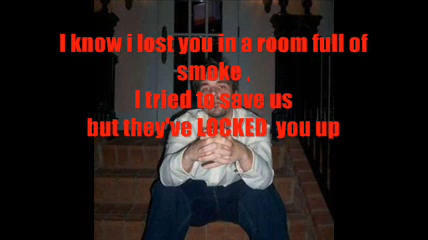 I know i lost you in a room full of
smoke ,
I tried to save us
but they've LOCKED  you up